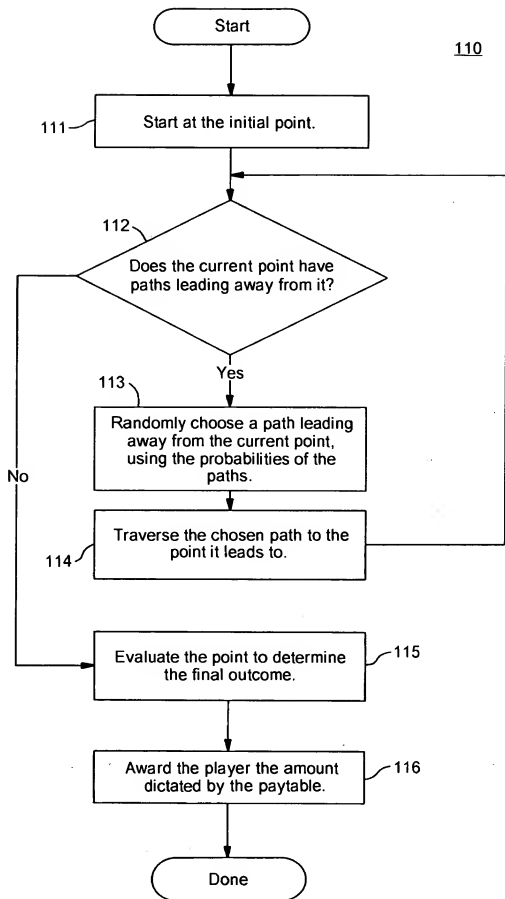 Start
110
111
Start at the initial point.
112
Does the current point have
paths leading away from it?
Yes
113
Randomly choose a path leading
away from the current point,
using the probabilities of the
paths.
No
114
Traverse the chosen path to the
point it leads to.
Evaluate the point to determine
the final outcome.
115
Award the player the amount
dictated by the paytable.
116
Done